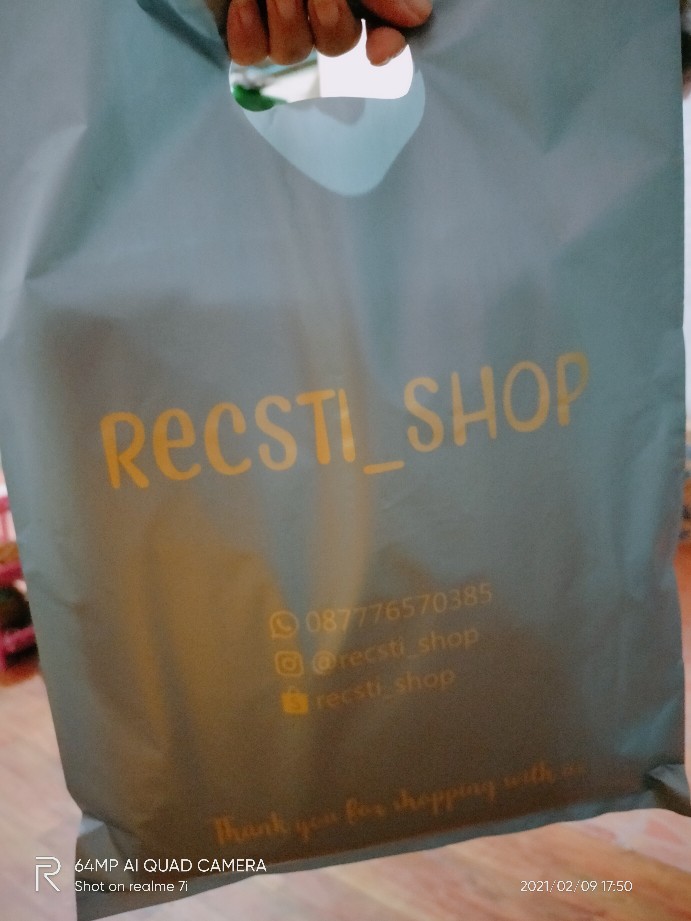 RecSTI_SHOP
087776570385
@recsti_shop
recsti_shop
Thank you for shopping with us
64MP AI QUAD CAMERA
Shot on realme 7i
2021/02/09 17:50